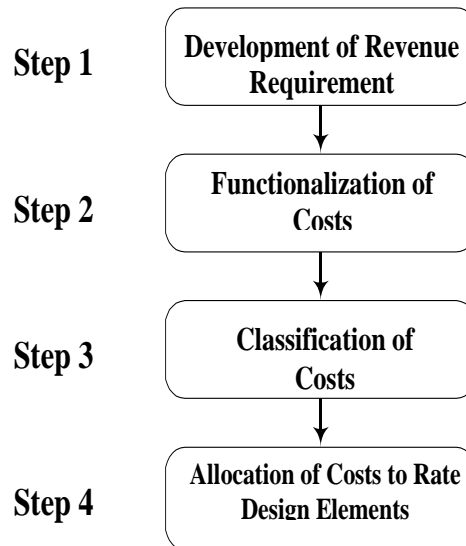 Step 1
Development of Revenue
Requirement
Step 2
Functionalization of
Costs
Step 3
Classification of
Costs
Step 4
Allocation of Costs to Rate
Design Elements